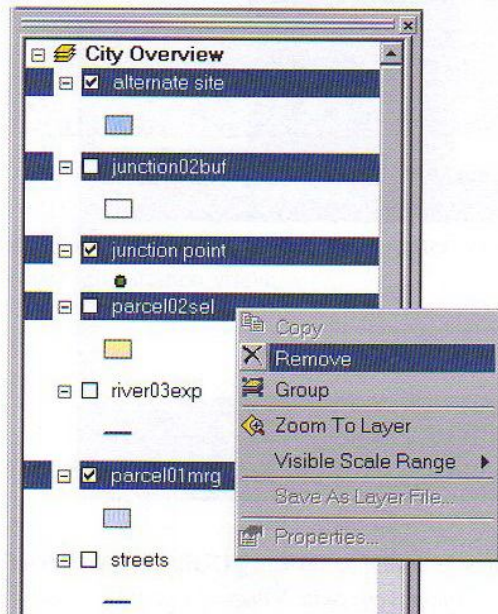 City Overview
alternate site
junction02buf
junction point
parcel02sel
Copy
Remove
Group
river03exp
Zoom To Layer
Visible Scale Range
parcel01mrg
Save As Layer File...
Properties...
streets